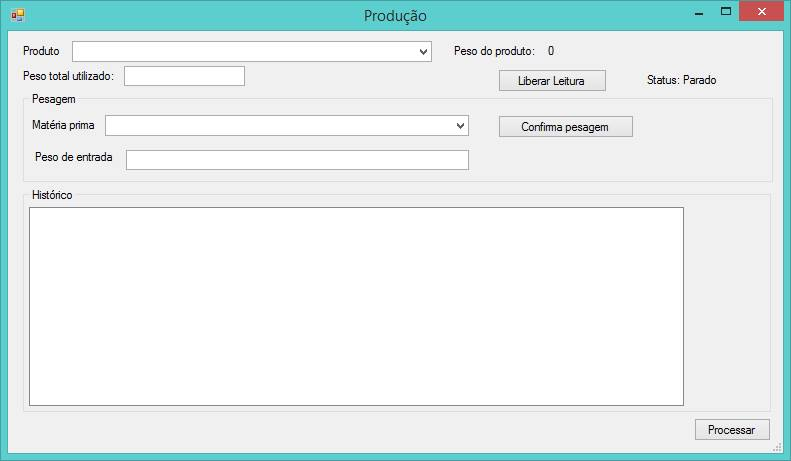 Produção
Produto Peso do produto: 0
Peso total utilizado: Liberar Leitura Status: Parado
Pesagem
Matéria prima Confirma pesagem
Peso de entrada
Histórico
Processar